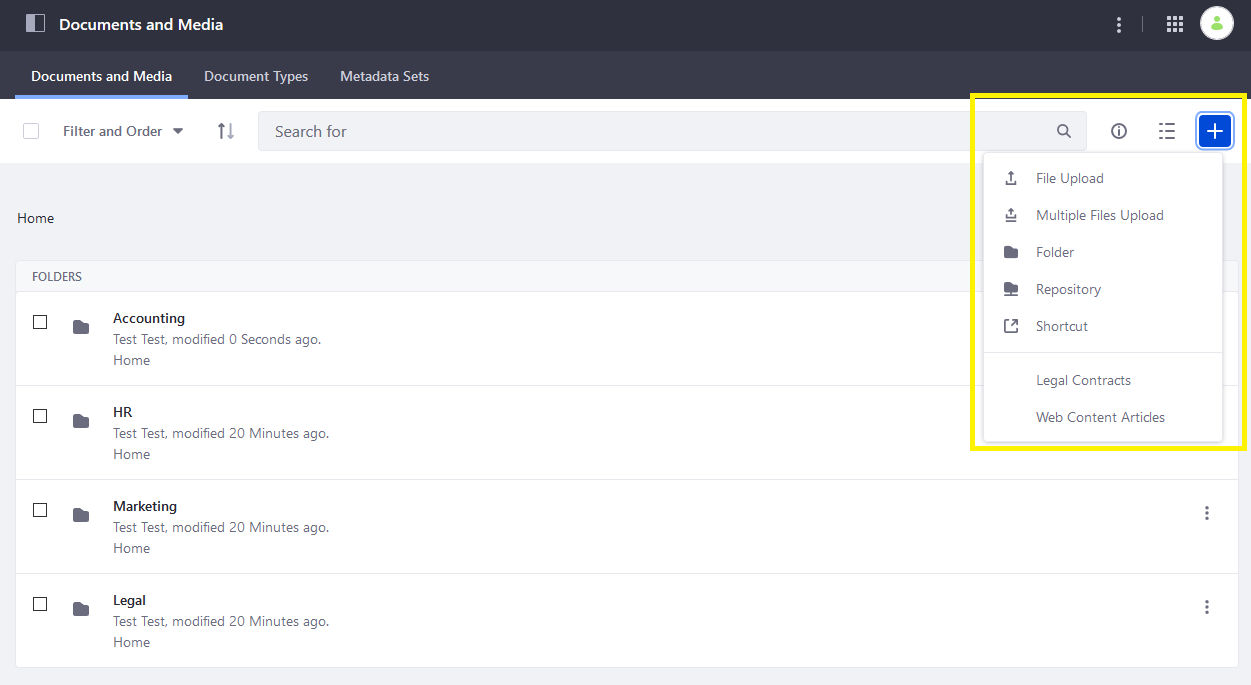 Documents and Media
Documents and Media Document Types Metadata Sets
Filter and Order Search for
File Upload
Multiple Files Upload
Folder
Repository
Shortcut
Legal Contracts
Web Content Articles
Home
FOLDERS
Accounting
Test Test, modified 0 Seconds ago.
Home
HR
Test Test, modified 20 Minutes ago.
Home
Marketing
Test Test, modified 20 Minutes ago.
Home
Legal
Test Test, modified 20 Minutes ago.
Home